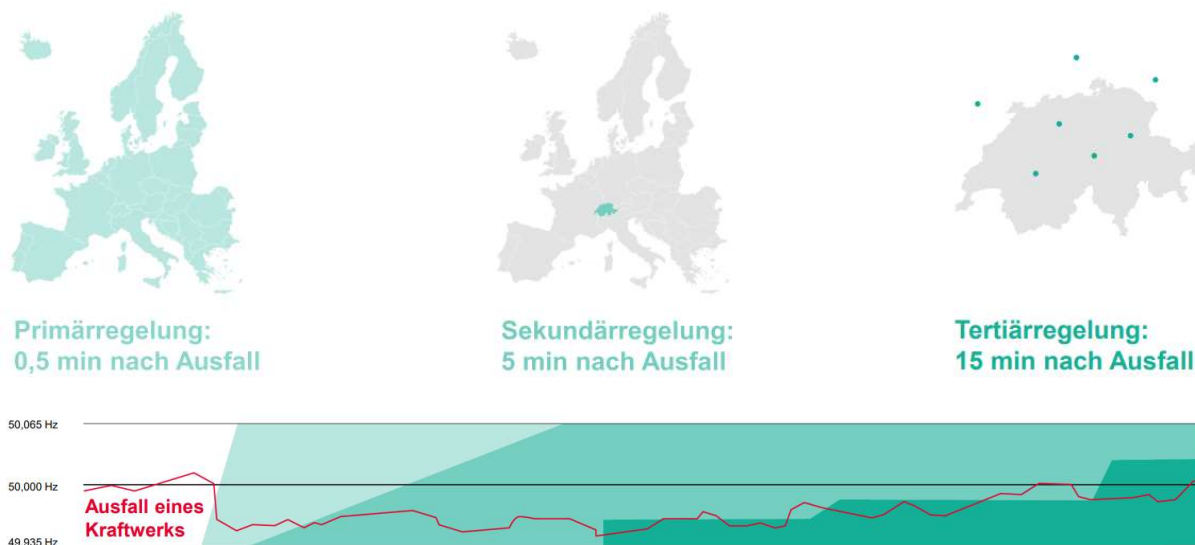 Primärregelung:
0,5 min nach Ausfall
Sekundärregelung:
5 min nach Ausfall
Tertiärregelung:
15 min nach Ausfall
50,065 Hz
50,000 Hz
Ausfall eines
Kraftwerks
49,935 Hz